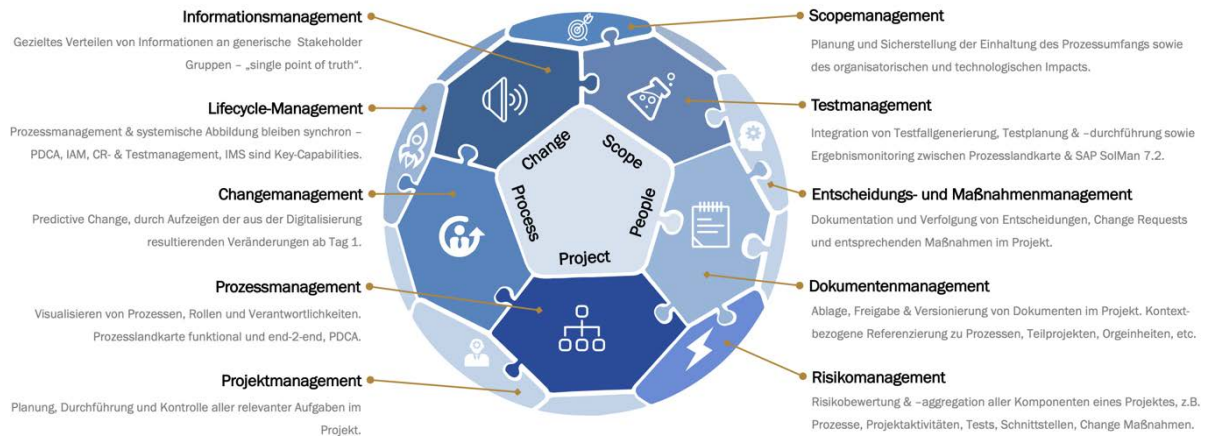 Informationsmanagement
Gezieltes Verteilen von Informationen an generische Stakeholder
Gruppen – „single point of truth“.
Lifecycle-Management
Prozessmanagement & systemische Abbildung bleiben synchron –
PDCA, IAM, CR- & Testmanagement, IMS sind Key-Capabilities.
Changemanagement
Predictive Change, durch Aufzeigen der aus der Digitalisierung
resultierenden Veränderungen ab Tag 1.
Prozessmanagement
Visualisieren von Prozessen, Rollen und Verantwortlichkeiten.
Prozesslandkarte funktional und end-2-end, PDCA.
Projektmanagement
Planung, Durchführung und Kontrolle aller relevanter Aufgaben im
Projekt.
Change
Scope
Process
People
Project
Scopemanagement
Planung und Sicherstellung der Einhaltung des Prozessumfangs sowie
des organisatorischen und technologischen Impacts.
Testmanagement
Integration von Testfallgenerierung, Testplanung & –durchführung sowie
Ergebnismonitoring zwischen Prozesslandkarte & SAP SolMan 7.2.
Entscheidungs- und Maßnahmenmanagement
Dokumentation und Verfolgung von Entscheidungen, Change Requests
und entsprechenden Maßnahmen im Projekt.
Dokumentenmanagement
Ablage, Freigabe & Versionierung von Dokumenten im Projekt. Kontext-
bezogene Referenzierung zu Prozessen, Teilprojekten, Orgeinheiten, etc.
Risikomanagement
Risikobewertung & –aggregation aller Komponenten eines Projektes, z.B.
Prozesse, Projektaktivitäten, Tests, Schnittstellen, Change Maßnahmen.